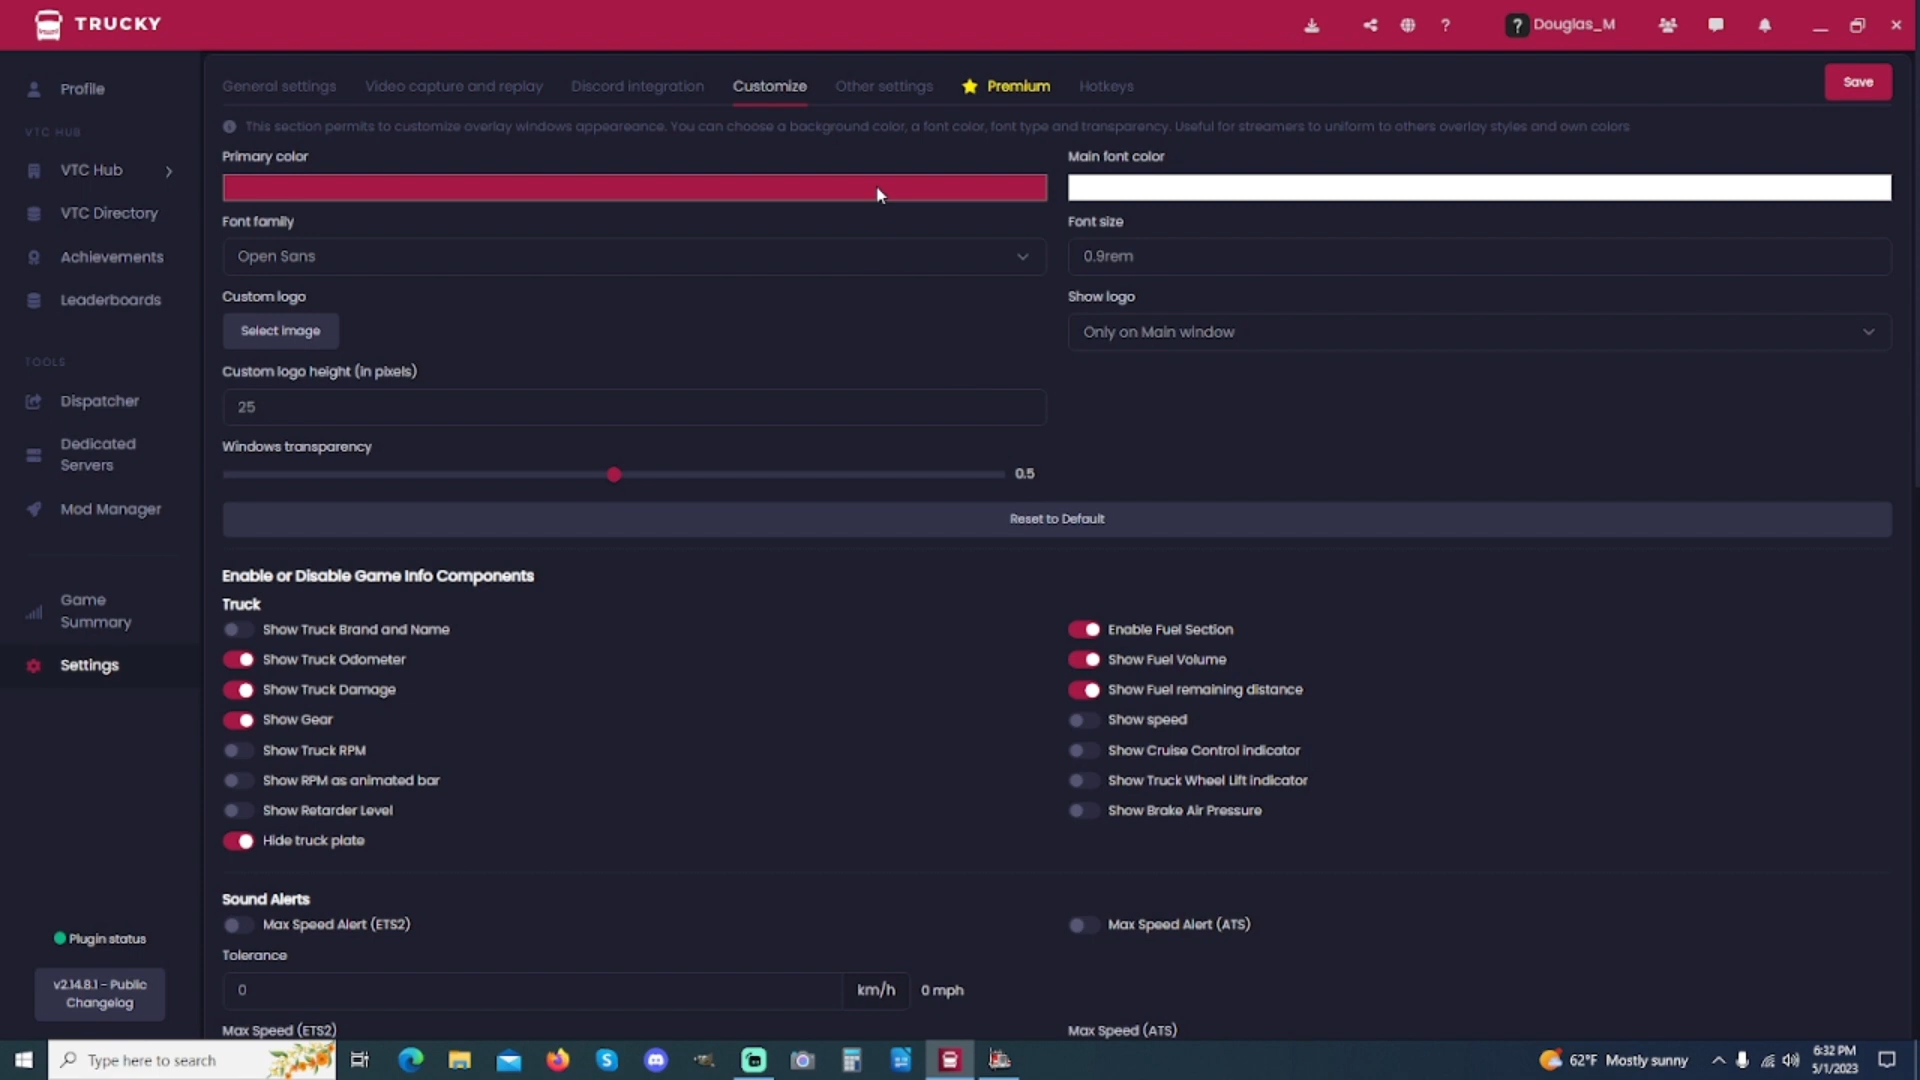 TRUCKY
? Douglas_M
Profile
VTC HUB
VTC Hub
VTC Directory
Achievements
Leaderboards
TOOLS
Dispatcher
Dedicated
Servers
Mod Manager
Game
Summary
Settings
Plugin status
v2.14.8.1 - Public
Changelog
General settings
Video capture and replay
Discord integration
Customize
Other settings
Premium
Hotkeys
Save
This section permits to customize overlay windows appeareance. You can choose a background color, a font color, font type and transparency. Useful for streamers to uniform to others overlay styles and own colors
Primary color
Main font color
Font family
Font size
Open Sans
0.9rem
Custom logo
Show logo
Select image
Only on Main window
Custom logo height (in pixels)
25
Windows transparency
0.5
Reset to Default
Enable or Disable Game Info Components
Truck
Show Truck Brand and Name
Enable Fuel Section
Show Truck Odometer
Show Fuel Volume
Show Truck Damage
Show Fuel remaining distance
Show Gear
Show speed
Show Truck RPM
Show Cruise Control indicator
Show RPM as animated bar
Show Truck Wheel Lift indicator
Show Retarder Level
Show Brake Air Pressure
Hide truck plate
Sound Alerts
Max Speed Alert (ETS2)
Max Speed Alert (ATS)
Tolerance
0
km/h
0 mph
Max Speed (ETS2)
Max Speed (ATS)
Type here to search
62°F Mostly sunny
6:32 PM
5/1/2023